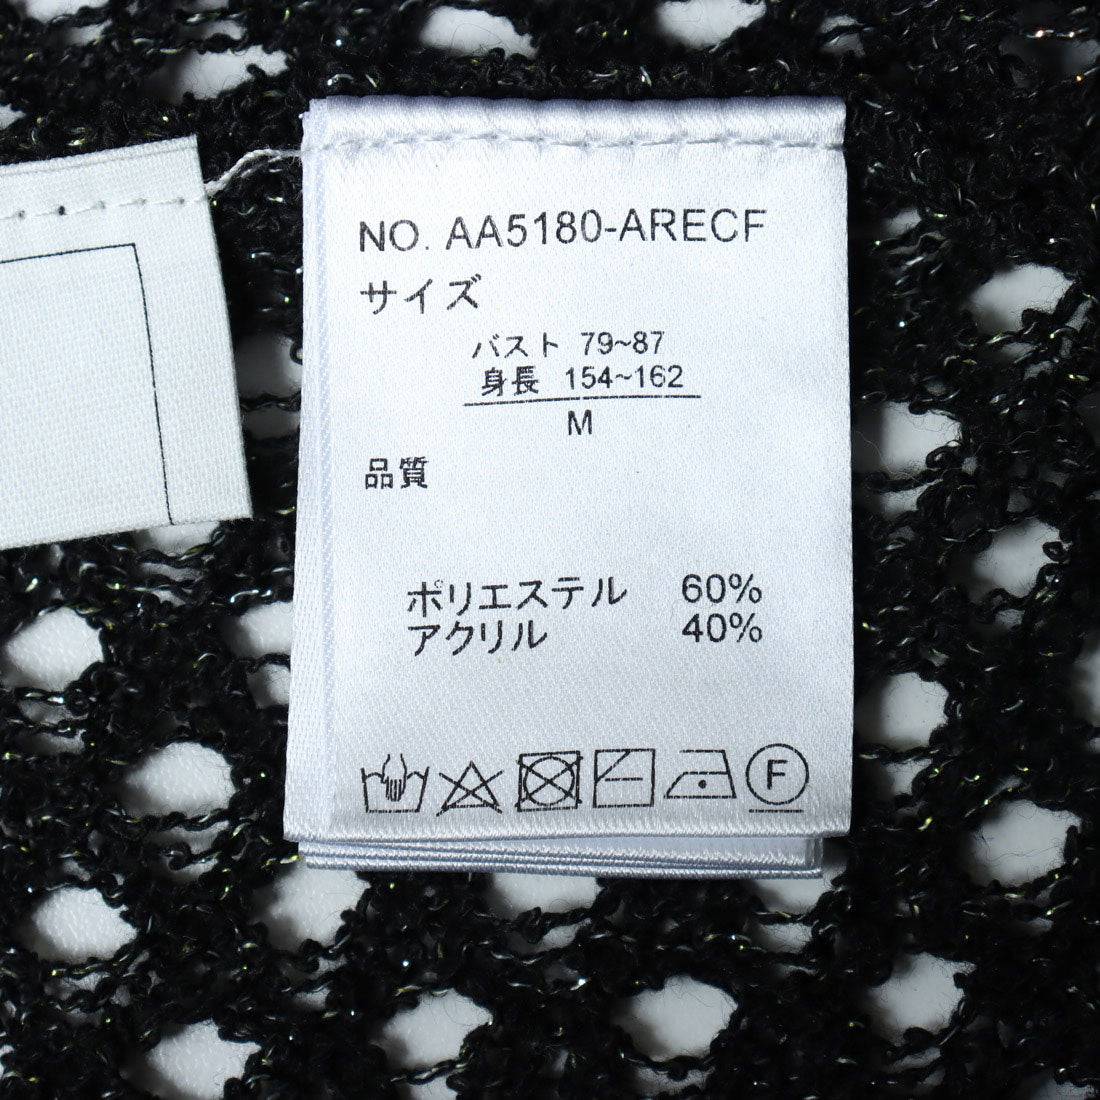 NO. AA5180-ARECF
サイズ
バスト 79~87
身長 154~162
M
品質
ポリエステル 60%
アクリル 40%
F